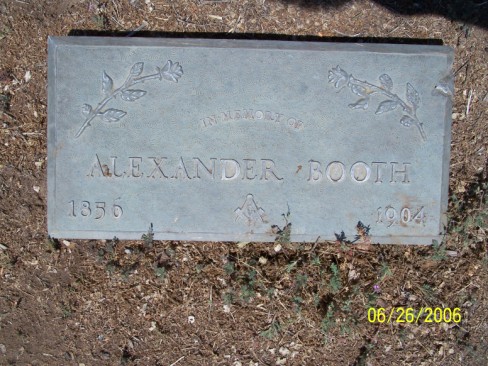 IN MEMORY OF
ALEXANDER BOOTH
1856 1904
06/26/2006